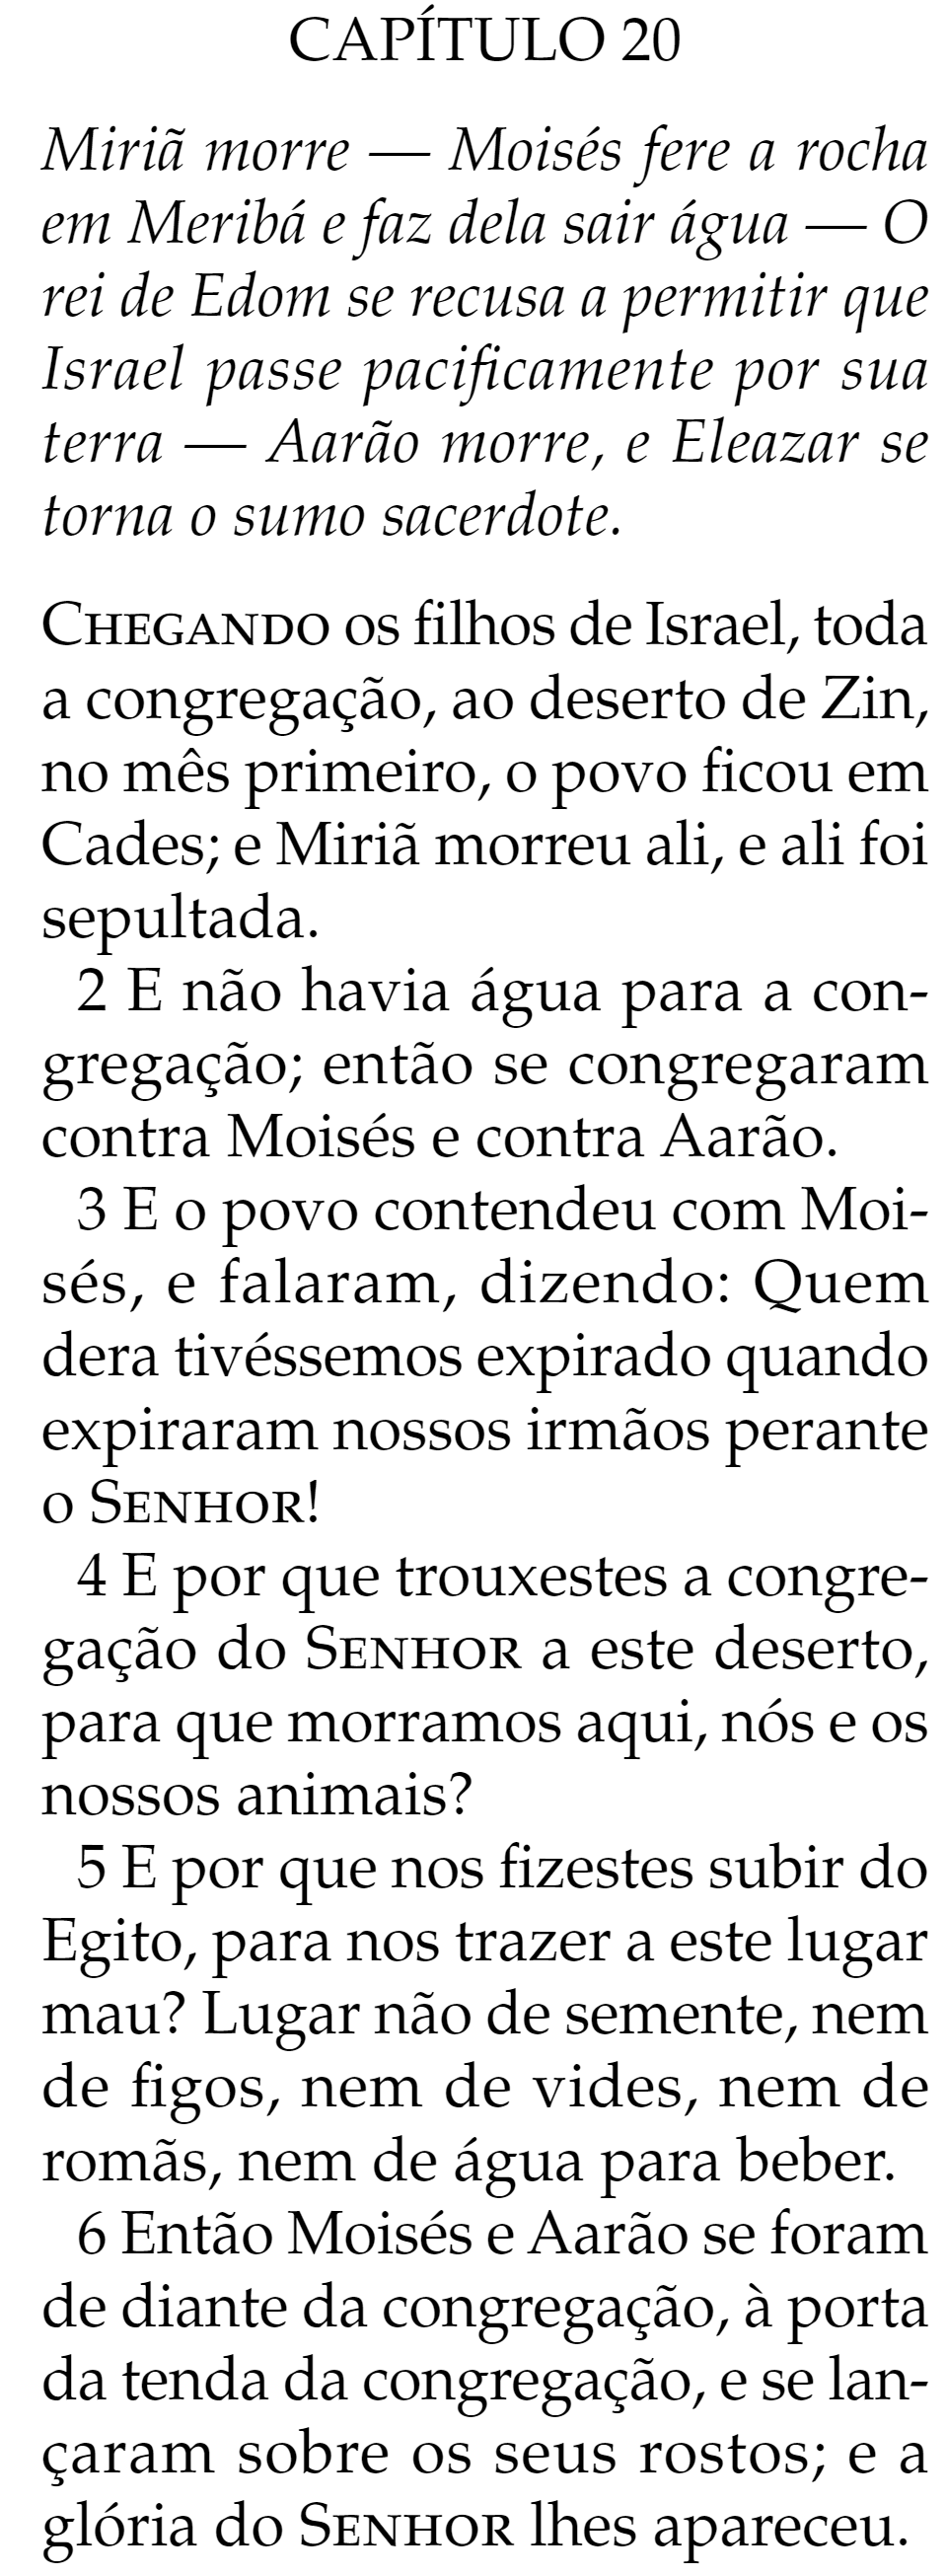 CAPÍTULO 20
Miriã morre — Moisés fere a rocha
em Meribá e faz dela sair água — O
rei de Edom se recusa a permitir que
Israel passe pacificamente por sua
terra — Aarão morre, e Eleazar se
torna o sumo sacerdote.
CHEGANDO os filhos de Israel, toda
a congregação, ao deserto de Zin,
no mês primeiro, o povo ficou em
Cades; e Miriã morreu ali, e ali foi
sepultada.
2 E não havia água para a con-
gregação; então se congregaram
contra Moisés e contra Aarão.
3 E o povo contendeu com Moi-
sés, e falaram, dizendo: Quem
dera tivéssemos expirado quando
expiraram nossos irmãos perante
o SENHOR!
4 E por que trouxestes a congre-
gação do SENHOR a este deserto,
para que morramos aqui, nós e os
nossos animais?
5 E por que nos fizestes subir do
Egito, para nos trazer a este lugar
mau? Lugar não de semente, nem
de figos, nem de vides, nem de
romãs, nem de água para beber.
6 Então Moisés e Aarão se foram
de diante da congregação, à porta
da tenda da congregação, e se lan-
çaram sobre os seus rostos; e a
glória do SENHOR lhes apareceu.